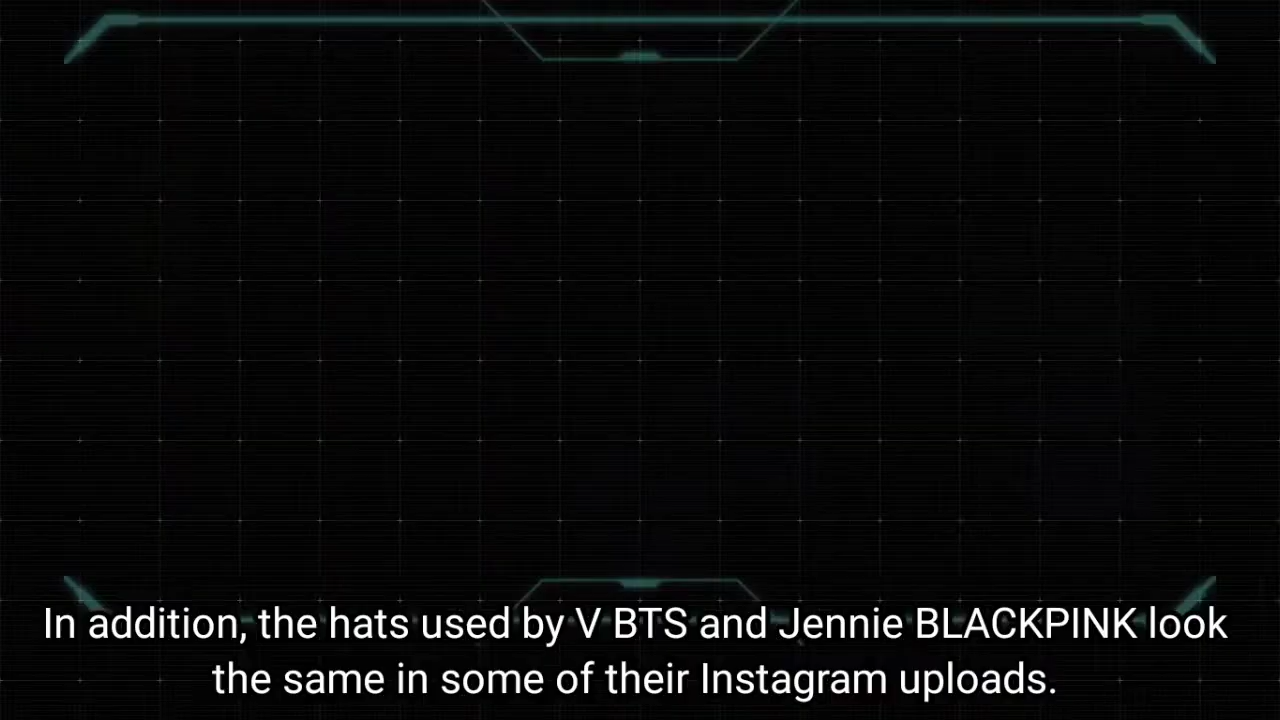 In addition, the hats used by V BTS and Jennie BLACKPINK look
the same in some of their Instagram uploads.